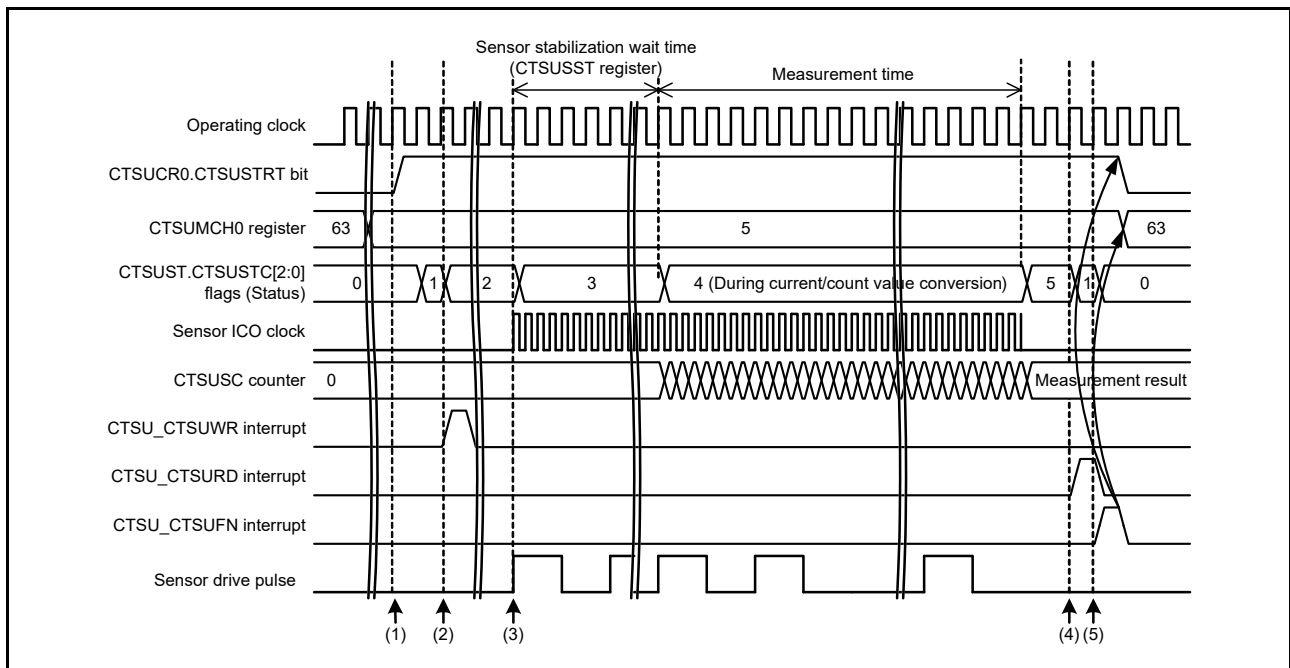 Sensor stabilization wait time
(CTSUSST register)
Measurement time
Operating clock
CTSUCR0.CTSUSTRT bit
CTSUMCH0 register
63
5
63
CTSUST.CTSUSTC[2:0]
flags (Status)
0
1
2
3
4 (During current/count value conversion)
5
1
0
Sensor ICO clock
CTSUSC counter
0
Measurement result
CTSU_CTSUWR interrupt
CTSU_CTSURD interrupt
CTSU_CTSUFN interrupt
Sensor drive pulse
(1)
(2)
(3)
(4)
(5)